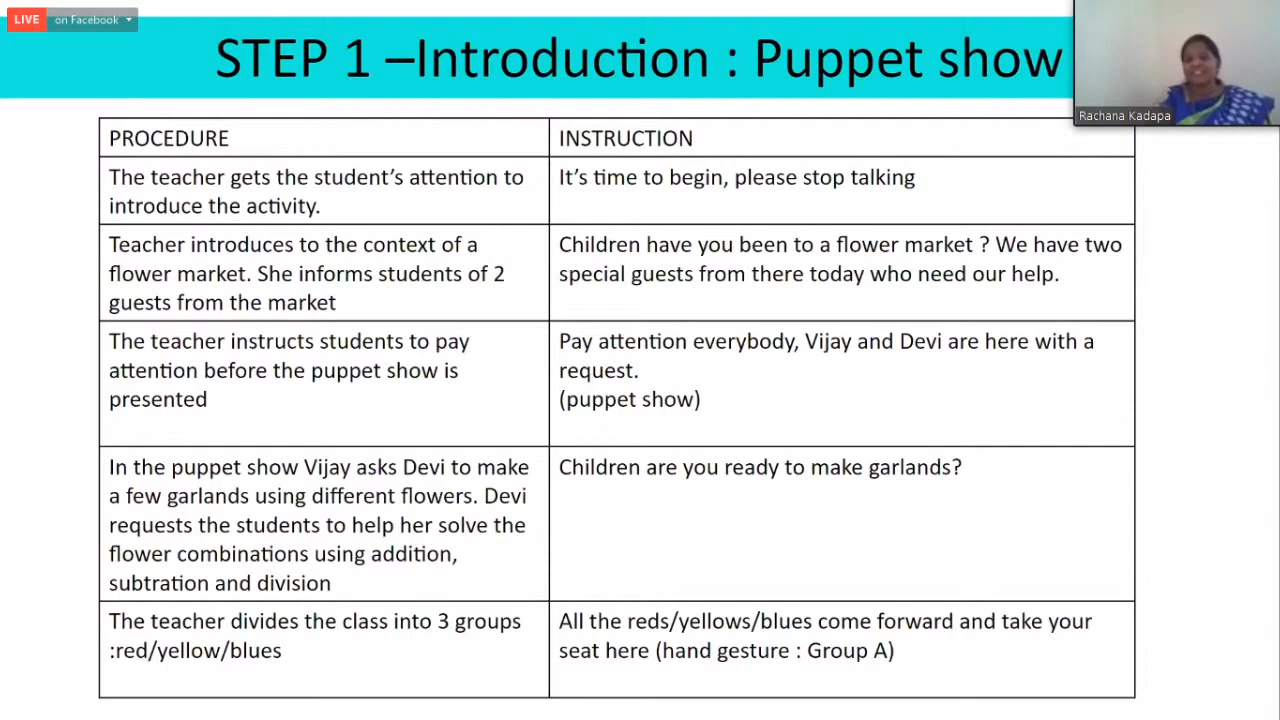 LIVE on Facebook
STEP 1 –Introduction : Puppet show
Rachana Kadapa
PROCEDURE
INSTRUCTION
The teacher gets the student’s attention to
introduce the activity.
It’s time to begin, please stop talking
Teacher introduces to the context of a
flower market. She informs students of 2
guests from the market
Children have you been to a flower market ? We have two
special guests from there today who need our help.
The teacher instructs students to pay
attention before the puppet show is
presented
Pay attention everybody, Vijay and Devi are here with a
request.
(puppet show)
In the puppet show Vijay asks Devi to make
a few garlands using different flowers. Devi
requests the students to help her solve the
flower combinations using addition,
subtration and division
Children are you ready to make garlands?
The teacher divides the class into 3 groups
:red/yellow/blues
All the reds/yellows/blues come forward and take your
seat here (hand gesture : Group A)